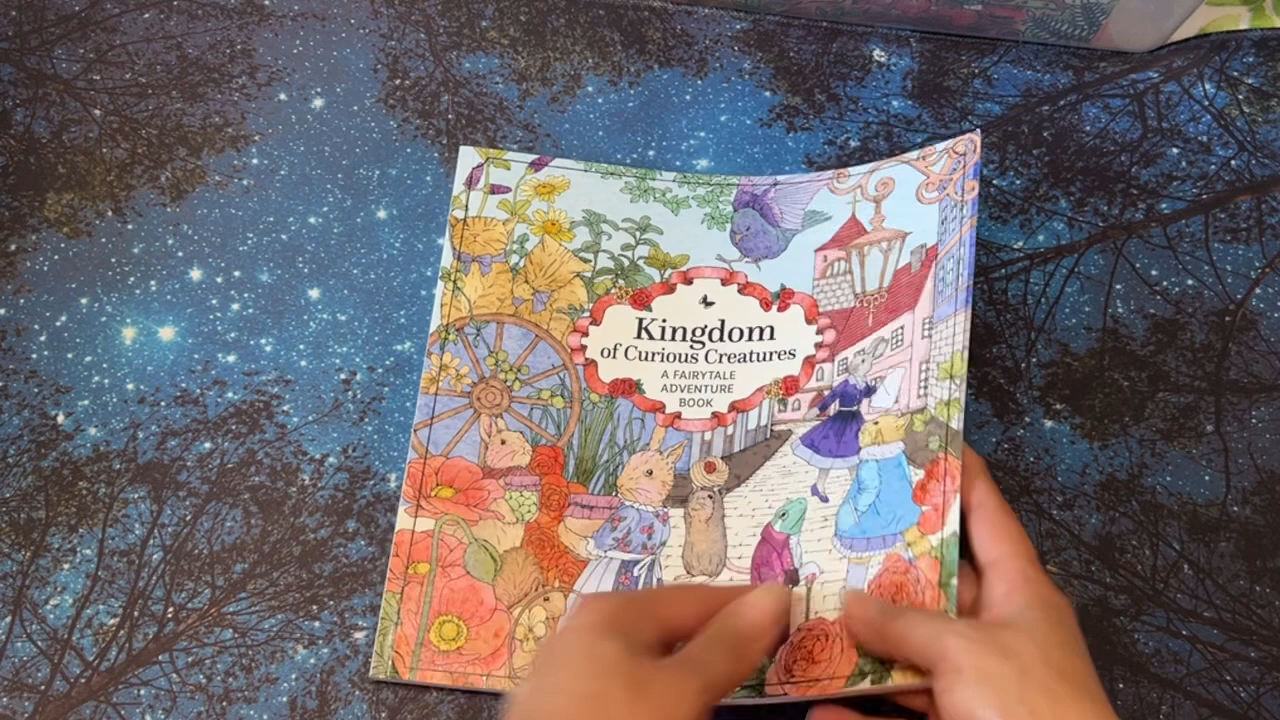 Kingdom
of Curious Creatures
A FAIRYTALE
ADVENTURE
BOOK